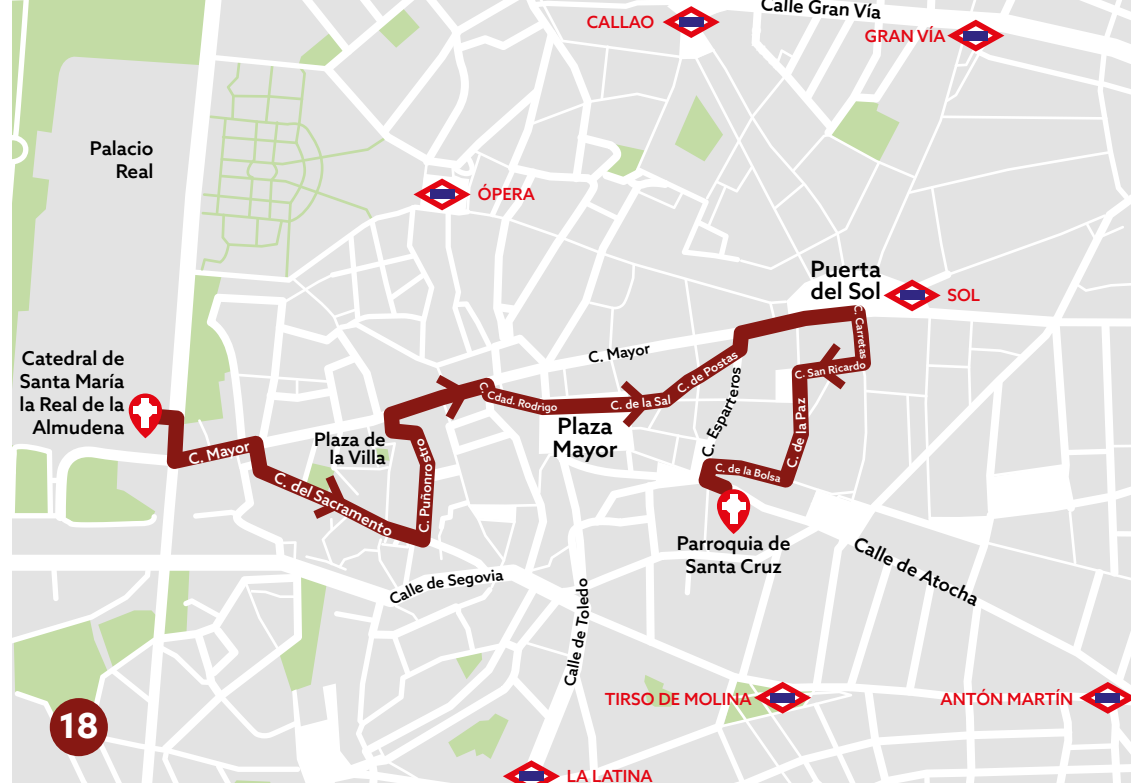 CALLAO
Calle Gran Vía
GRAN VÍA
Palacio
Real
ÓPERA
Puerta
del Sol
SOL
C. Carretas
C. Mayor
C. San Ricardo
C. de Postas
Catedral de
Santa María
la Real de la
Almudena
C.
Cdad. Rodrigo
C. de la Sal
C. Esparteros
C. de la Paz
Plaza
Mayor
Plaza de
la Villa
C. Mayor
C. Puñonrostro
C. de la Bolsa
C. del Sacramento
Parroquia de
Santa Cruz
Calle de Atocha
Calle de Segovia
Calle de Toledo
TIRSO DE MOLINA
ANTÓN MARTÍN
18
LA LATINA